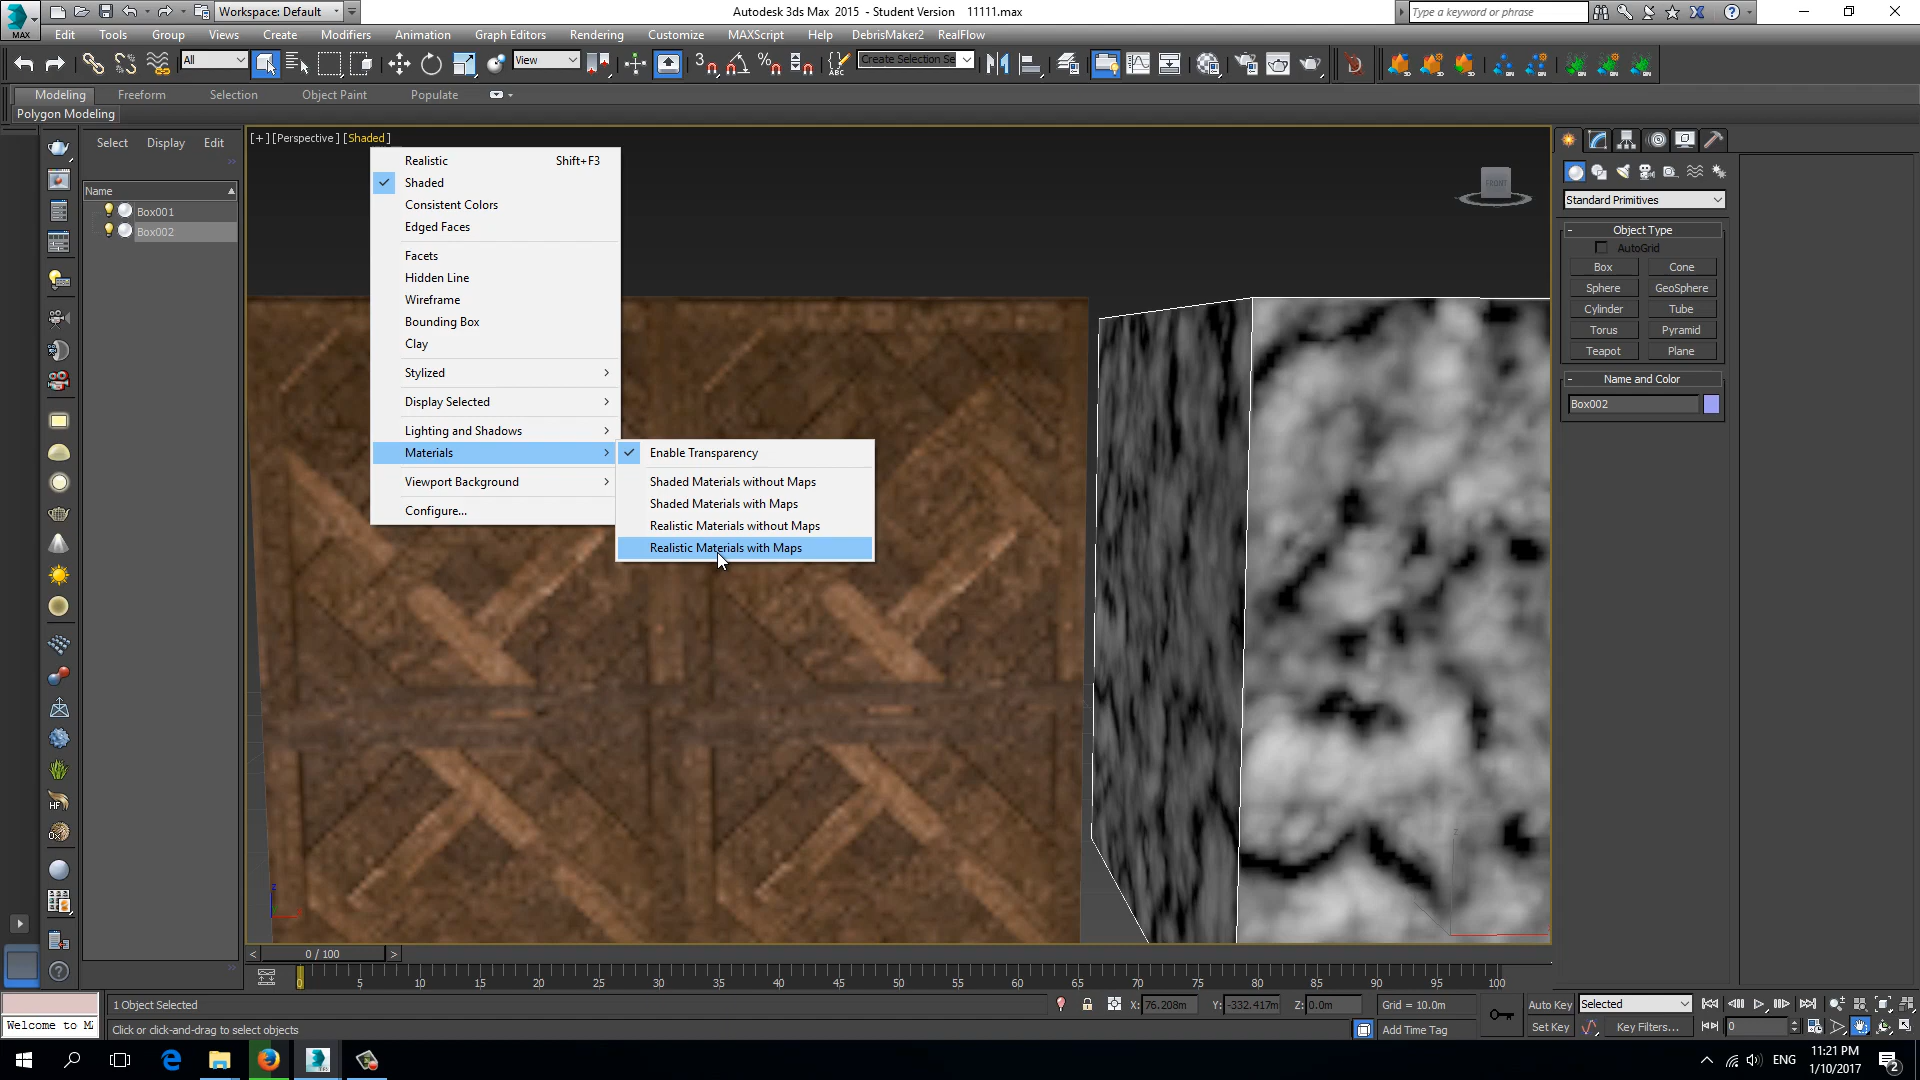 Workspace: Default
Autodesk 3ds Max 2015 - Student Version 11111.max
Type a keyword or phrase
MAX
Edit Tools Group Views Create Modifiers Animation Graph Editors Rendering Customize MAXScript Help DebrisMaker2 RealFlow
All
View
3
ABC
Create Selection Se
Modeling Freeform Selection Object Paint Populate
Polygon Modeling
Select Display Edit
Name
Box001
Box002
[+] [Perspective] [Shaded]
Realistic Shift+F3
Shaded
Consistent Colors
Edged Faces
Facets
Hidden Line
Wireframe
Bounding Box
Clay
Stylized
Display Selected
Lighting and Shadows
Materials
Viewport Background
Configure...
Enable Transparency
Shaded Materials without Maps
Shaded Materials with Maps
Realistic Materials without Maps
Realistic Materials with Maps
FRONT
Standard Primitives
- Object Type
AutoGrid
Box Cone
Sphere GeoSphere
Cylinder Tube
Torus Pyramid
Teapot Plane
- Name and Color
Box002
HF
z
z
< 0 / 100 >
0 5 10 15 20 25 30 35 40 45 50 55 60 65 70 75 80 85 90 95 100
1 Object Selected
X: 76.208m Y: -332.417m Z: 0.0m Grid = 10.0m
Auto Key Selected
Welcome to M
Click or click-and-drag to select objects
Add Time Tag
Set Key Key Filters... 0
ENG
11:21 PM
1/10/2017
2